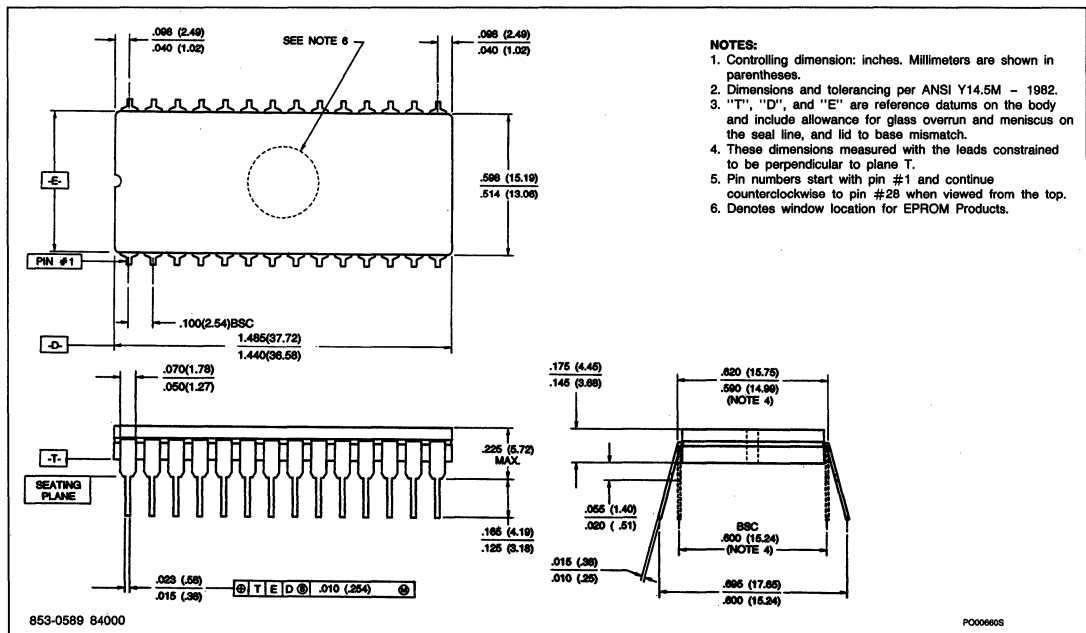 .098 (2.49)
.040 (1.02)
SEE NOTE 6
.098 (2.49)
.040 (1.02)
NOTES:
1. Controlling dimension: inches. Millimeters are shown in
parentheses.
2. Dimensions and tolerancing per ANSI Y14.5M – 1982.
3. "T", "D", and "E" are reference datums on the body
and include allowance for glass overrun and meniscus on
the seal line, and lid to base mismatch.
4. These dimensions measured with the leads constrained
to be perpendicular to plane T.
5. Pin numbers start with pin #1 and continue
counterclockwise to pin #28 when viewed from the top.
6. Denotes window location for EPROM Products.
-E-
.598 (15.19)
.514 (13.06)
PIN #1
.100(2.54)BSC
-D-
1.485(37.72)
1.440(36.58)
.070(1.78)
.050(1.27)
.175 (4.45)
.145 (3.68)
.620 (15.75)
.590 (14.99)
(NOTE 4)
-T-
.225 (5.72)
MAX.
SEATING
PLANE
.165 (4.19)
.125 (3.18)
.055 (1.40)
.020 ( .51)
BSC
.600 (15.24)
(NOTE 4)
.015 (.38)
.010 (.25)
.695 (17.65)
.600 (15.24)
.023 (.58)
.015 (.38)
⊕ T E D Ⓢ .010 (.254) Ⓜ
853-0589 84000
PO00660S